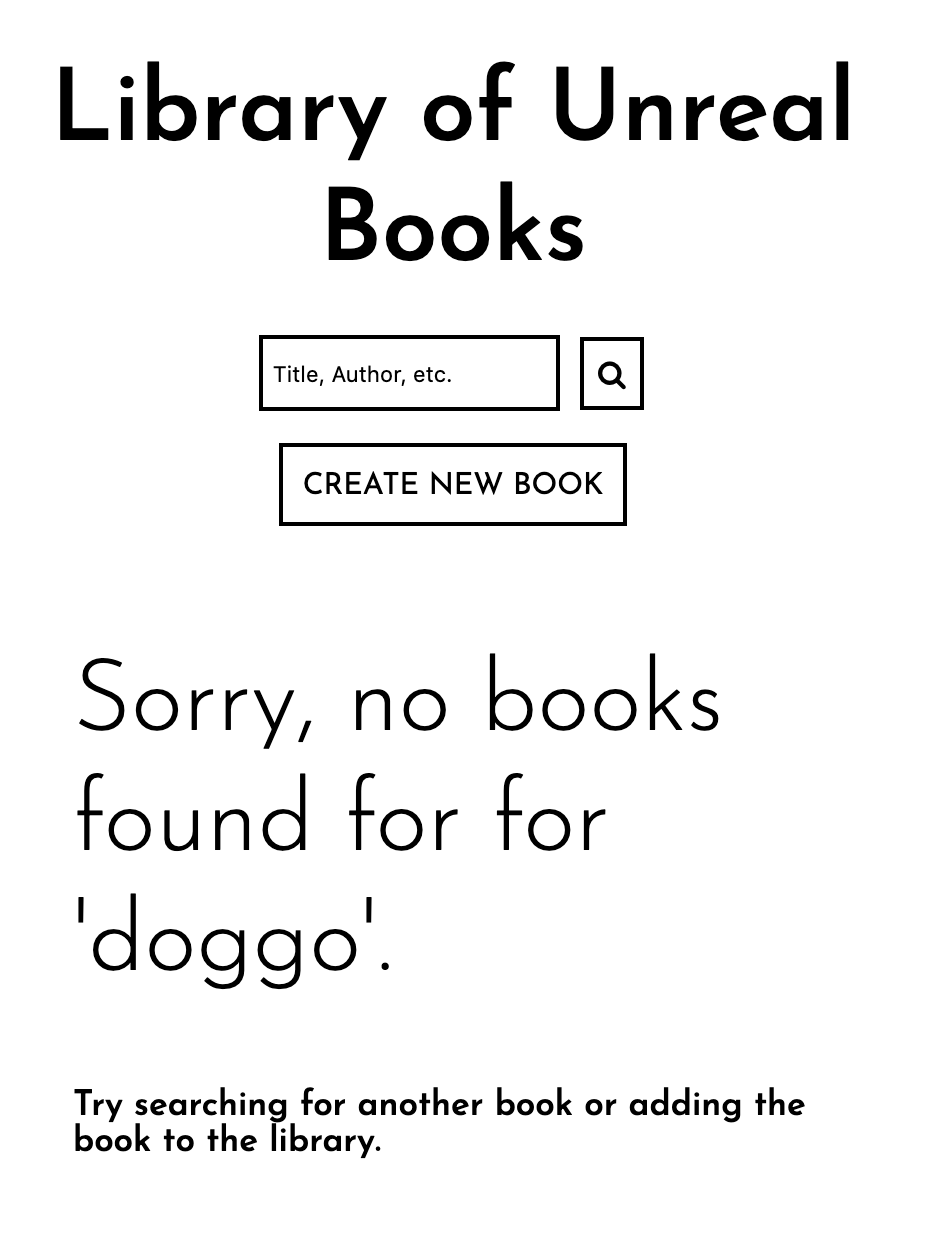 Library of Unreal
Books
Title, Author, etc.
CREATE NEW BOOK
Sorry, no books
found for for
'doggo'.
Try searching for another book or adding the
book to the library.